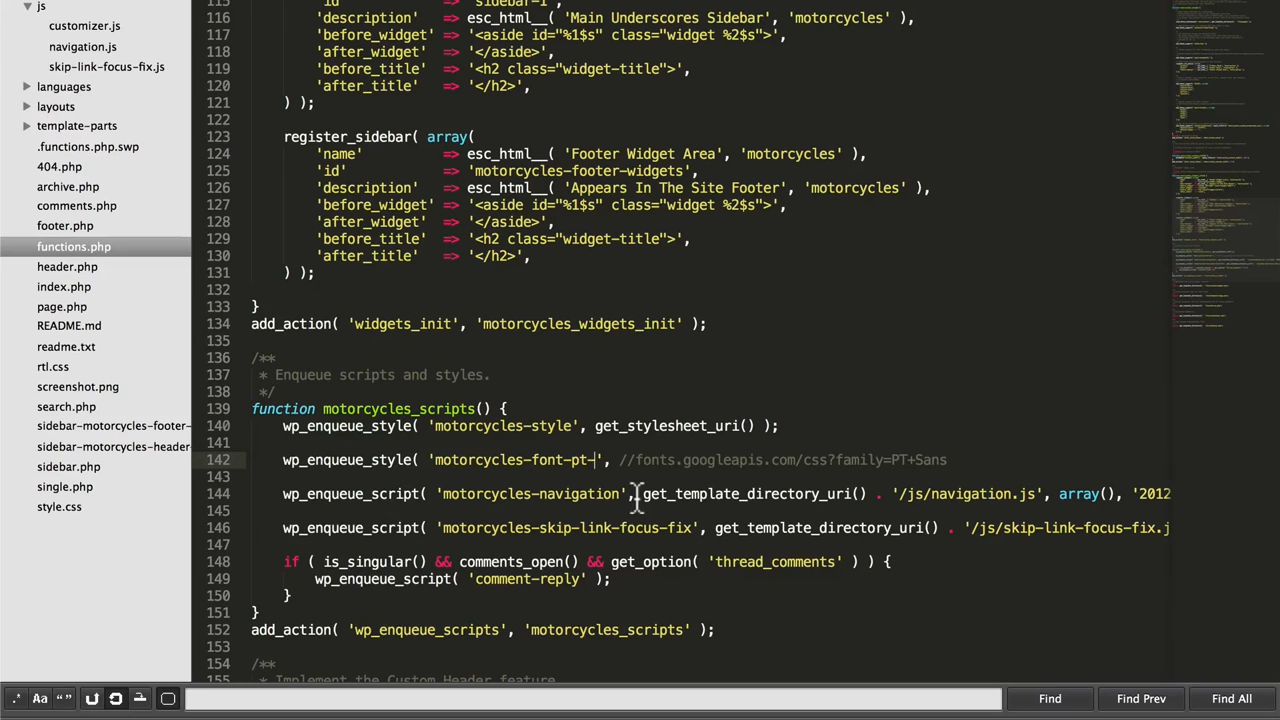 js
customizer.js
navigation.js
skip-link-focus-fix.js
languages
layouts
template-parts
.functions.php.swp
404.php
archive.php
comments.php
footer.php
functions.php
header.php
index.php
page.php
README.md
readme.txt
rtl.css
screenshot.png
search.php
sidebar-motorcycles-footer-
sidebar-motorcycles-header
sidebar.php
single.php
style.css
115 'id' => 'sidebar-1',
116 'description' => esc_html__( 'Main Underscores Sidebar', 'motorcycles' ),
117 'before_widget' => '<aside id="%1$s" class="widget %2$s">',
118 'after_widget' => '</aside>',
119 'before_title' => '<h2 class="widget-title">',
120 'after_title' => '</h2>',
121 ) );
122
123 register_sidebar( array(
124 'name' => esc_html__( 'Footer Widget Area', 'motorcycles' ),
125 'id' => 'motorcycles-footer-widgets',
126 'description' => esc_html__( 'Appears In The Site Footer', 'motorcycles' ),
127 'before_widget' => '<aside id="%1$s" class="widget %2$s">',
128 'after_widget' => '</aside>',
129 'before_title' => '<h2 class="widget-title">',
130 'after_title' => '</h2>',
131 ) );
132
133 }
134 add_action( 'widgets_init', 'motorcycles_widgets_init' );
135
136 /**
137 * Enqueue scripts and styles.
138 */
139 function motorcycles_scripts() {
140 wp_enqueue_style( 'motorcycles-style', get_stylesheet_uri() );
141
142 wp_enqueue_style( 'motorcycles-font-pt-', //fonts.googleapis.com/css?family=PT+Sans
143
144 wp_enqueue_script( 'motorcycles-navigation', get_template_directory_uri() . '/js/navigation.js', array(), '2012
145
146 wp_enqueue_script( 'motorcycles-skip-link-focus-fix', get_template_directory_uri() . '/js/skip-link-focus-fix.j
147
148 if ( is_singular() && comments_open() && get_option( 'thread_comments' ) ) {
149 wp_enqueue_script( 'comment-reply' );
150 }
151 }
152 add_action( 'wp_enqueue_scripts', 'motorcycles_scripts' );
153
154 /**
155 * Implement the Custom Header feature.
.* Aa “” Find Find Prev Find All